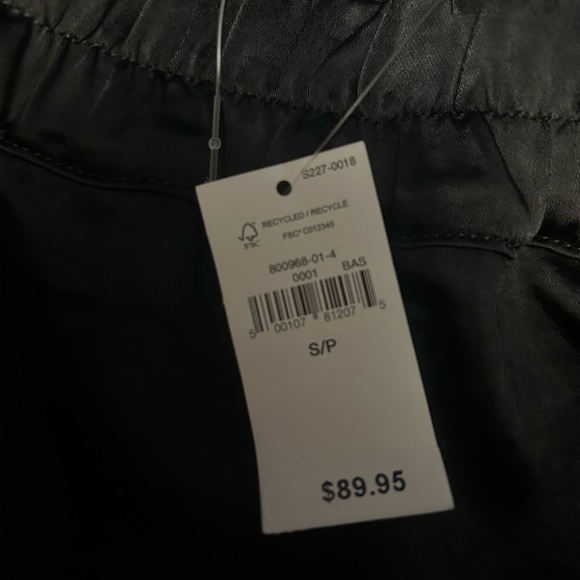 S227-0018
RECYCLED / RECYCLÉ
FSC
FSC® C012345
800968-01-4
0001 BAS
5 00107 81207 5
S/P
$89.95